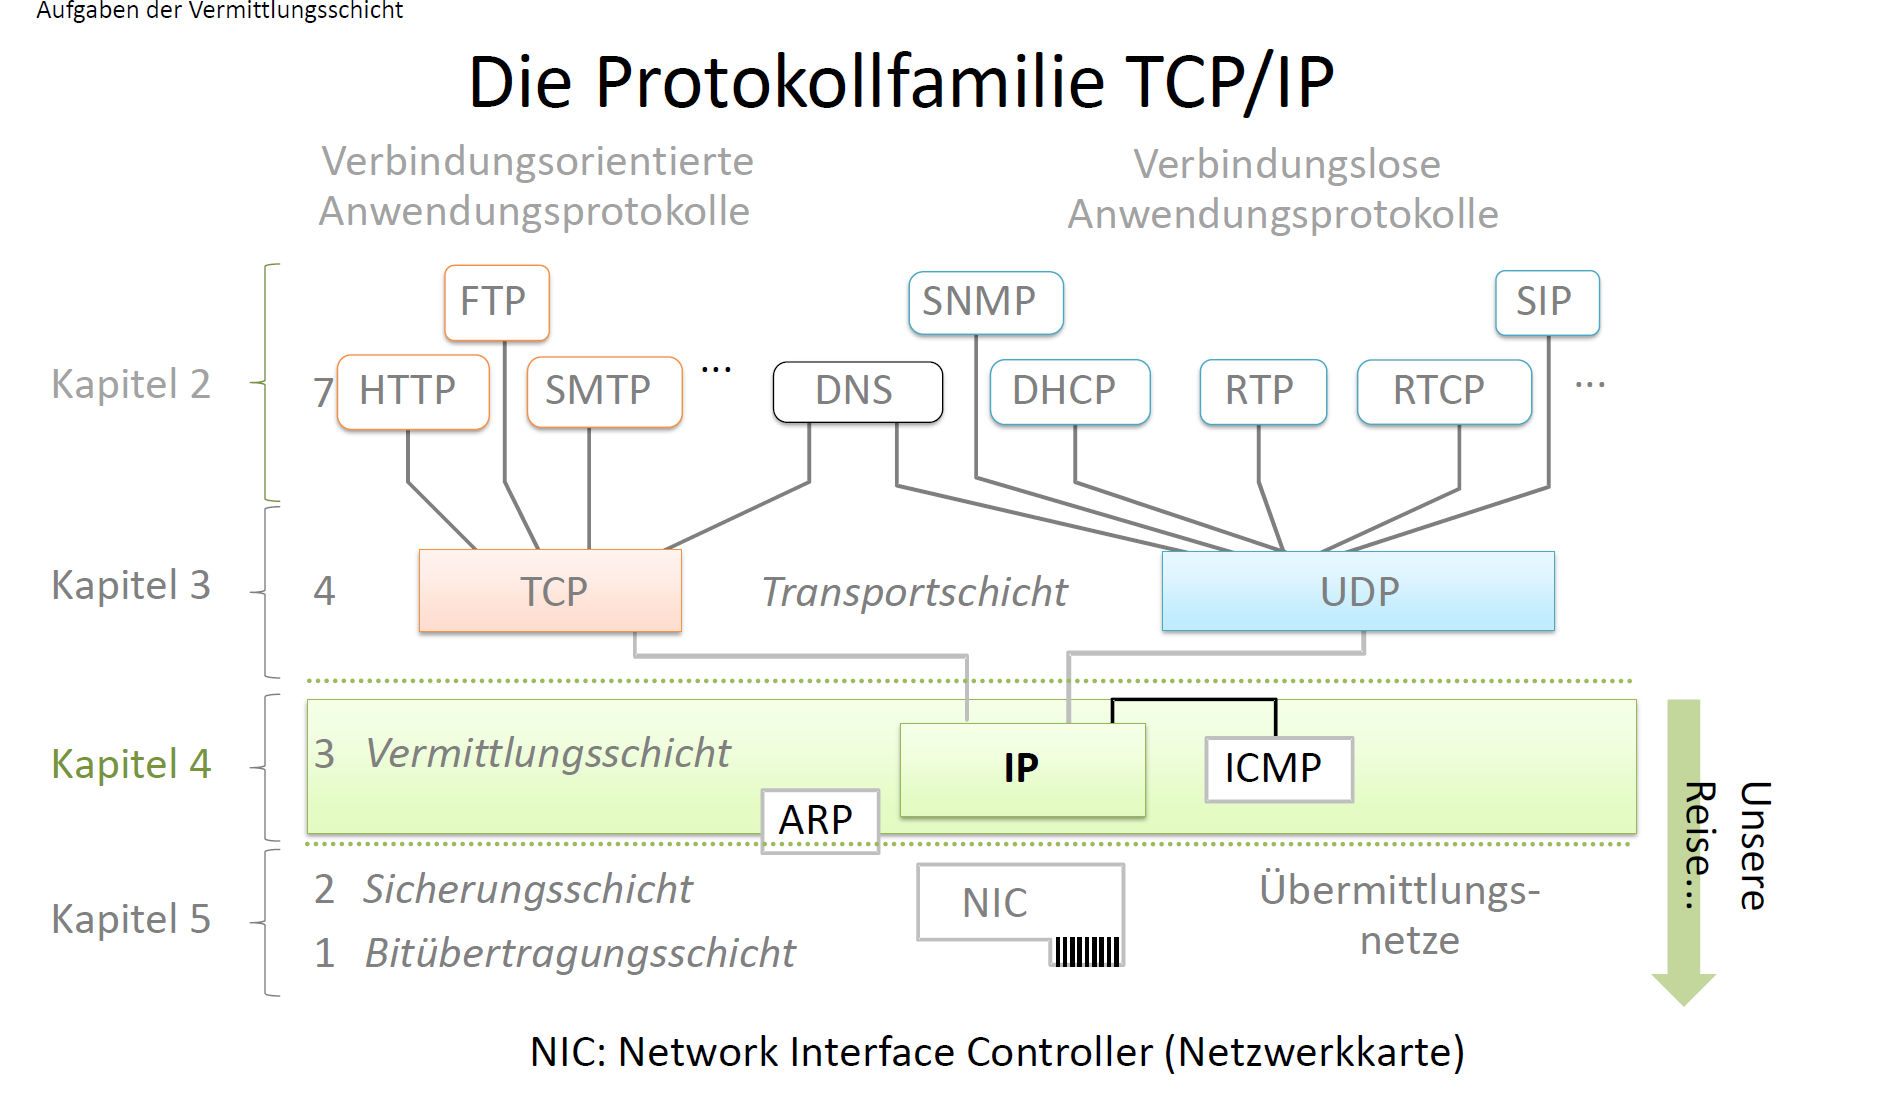 Aufgaben der Vermittlungsschicht
Die Protokollfamilie TCP/IP
Verbindungsorientierte
Anwendungsprotokolle
Verbindungslose
Anwendungsprotokolle
FTP
SNMP
SIP
Kapitel 2
7
HTTP
SMTP
...
DNS
DHCP
RTP
RTCP
...
Kapitel 3
4
TCP
Transportschicht
UDP
Kapitel 4
3
Vermittlungsschicht
IP
ICMP
ARP
Unsere
Reise...
Kapitel 5
2
Sicherungsschicht
NIC
Übermittlungs-
netze
1
Bitübertragungsschicht
NIC: Network Interface Controller (Netzwerkkarte)